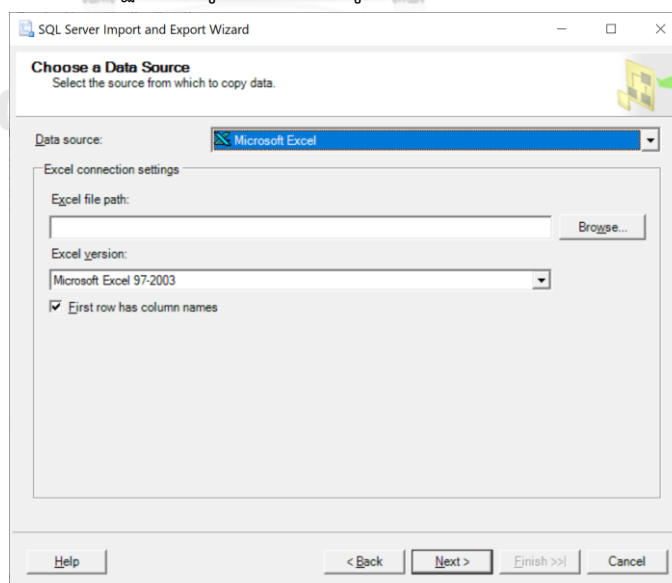 SQL Server Import and Export Wizard
Choose a Data Source
Select the source from which to copy data.
Data source:
Microsoft Excel
Excel connection settings
Excel file path:
Browse...
Excel version:
Microsoft Excel 97-2003
First row has column names
Help
< Back
Next >
Finish >>|
Cancel